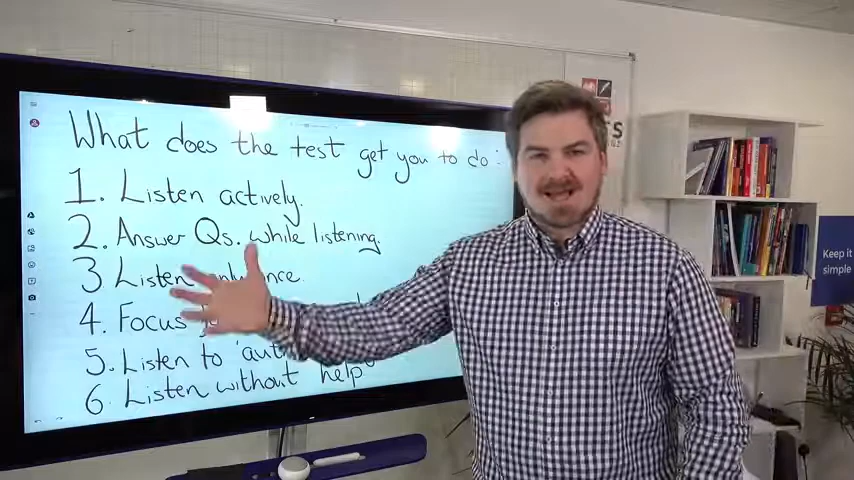 What does the test get you to do:
1. Listen actively.
2. Answer Qs. while listening.
3 Listen
4. Focus
5. Listen to
6. Listen without help
Keep it
simple